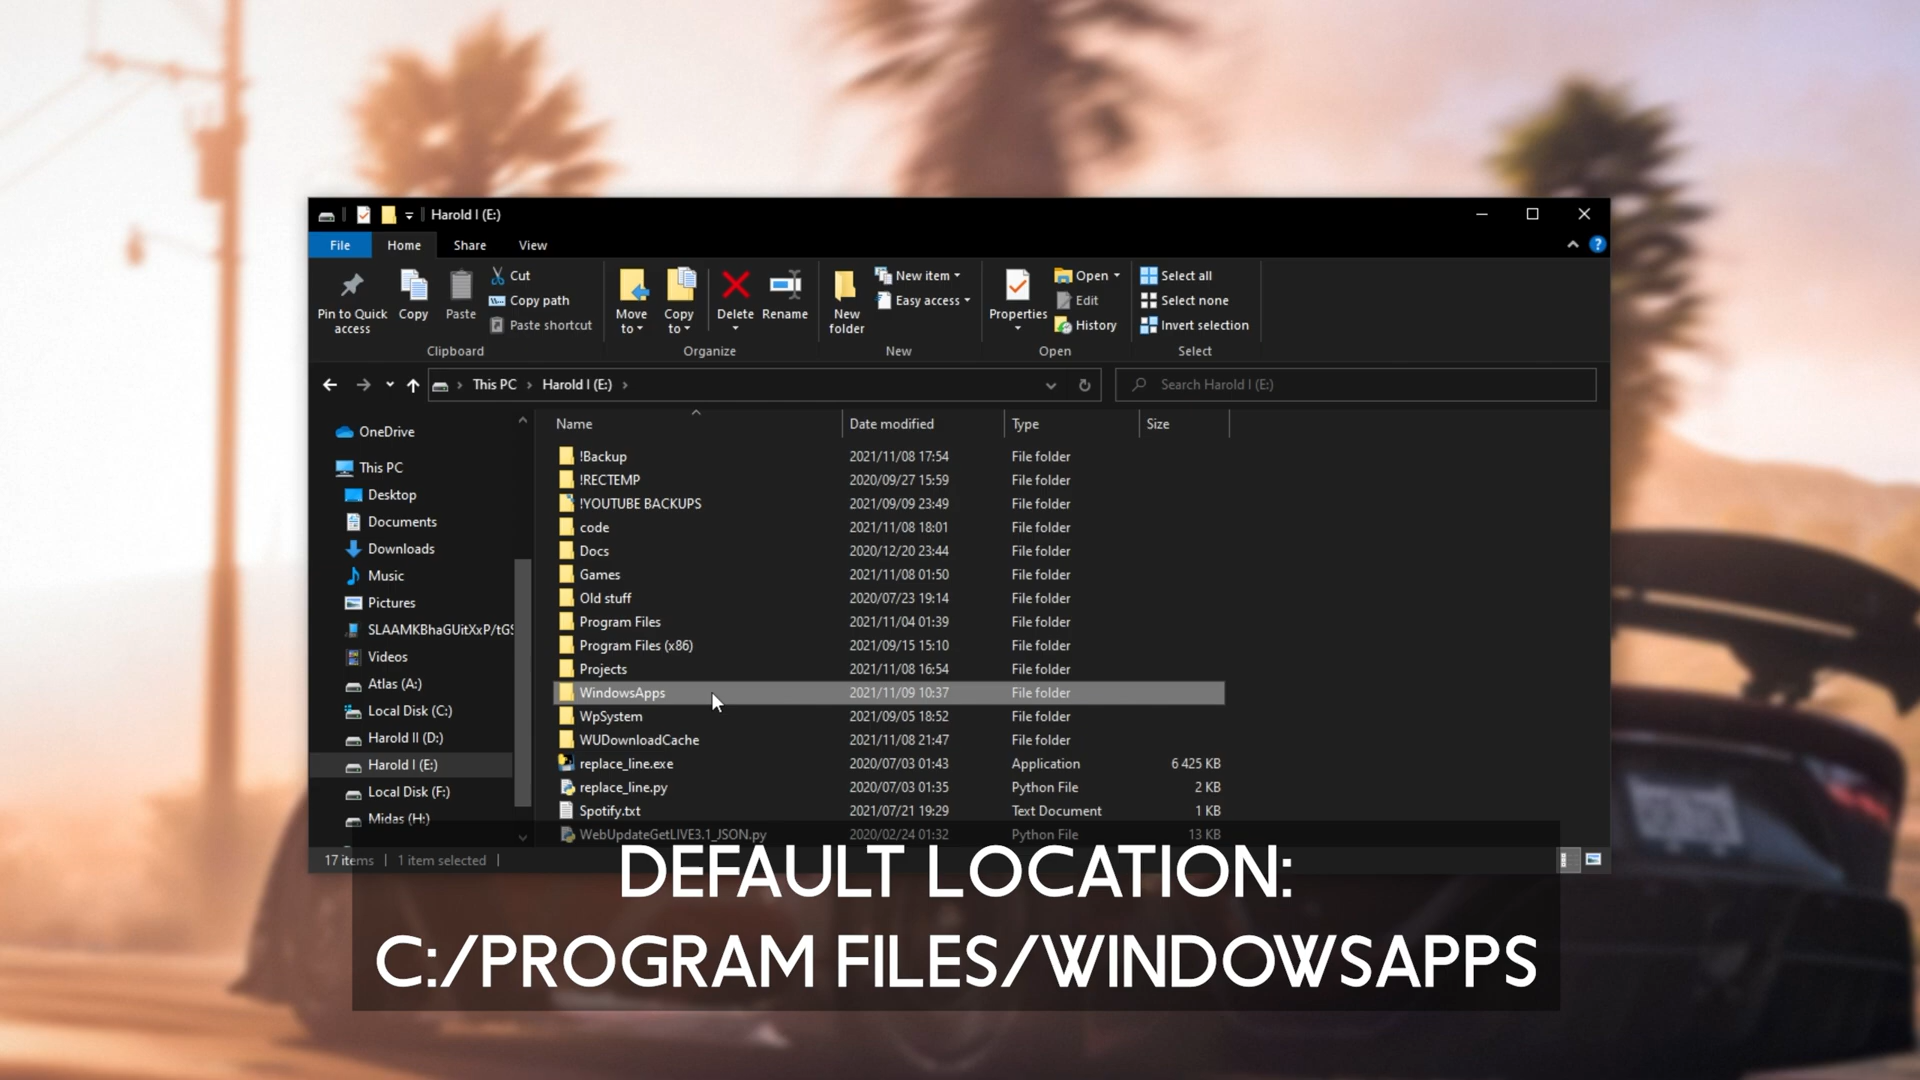 Harold I (E:)
File Home Share View
Pin to Quick access
Copy
Paste
Cut
Copy path
Paste shortcut
Clipboard
Move to
Copy to
Delete
Rename
Organize
New folder
New item
Easy access
New
Properties
Open
Edit
History
Open
Select all
Select none
Invert selection
Select
This PC › Harold I (E:) ›
Search Harold I (E:)
OneDrive
This PC
Desktop
Documents
Downloads
Music
Pictures
SLAAMKBhaGUitXxP/tGS
Videos
Atlas (A:)
Local Disk (C:)
Harold II (D:)
Harold I (E:)
Local Disk (F:)
Midas (H:)
Name Date modified Type Size
!Backup 2021/11/08 17:54 File folder
!RECTEMP 2020/09/27 15:59 File folder
!YOUTUBE BACKUPS 2021/09/09 23:49 File folder
code 2021/11/08 18:01 File folder
Docs 2020/12/20 23:44 File folder
Games 2021/11/08 01:50 File folder
Old stuff 2020/07/23 19:14 File folder
Program Files 2021/11/04 01:39 File folder
Program Files (x86) 2021/09/15 15:10 File folder
Projects 2021/11/08 16:54 File folder
WindowsApps 2021/11/09 10:37 File folder
WpSystem 2021/09/05 18:52 File folder
WUDownloadCache 2021/11/08 21:47 File folder
replace_line.exe 2020/07/03 01:43 Application 6 425 KB
replace_line.py 2020/07/03 01:35 Python File 2 KB
Spotify.txt 2021/07/21 19:29 Text Document 1 KB
WebUpdateGetLIVE3.1_JSON.py 2020/02/24 01:32 Python File 13 KB
17 items 1 item selected
DEFAULT LOCATION:
C:/PROGRAM FILES/WINDOWSAPPS